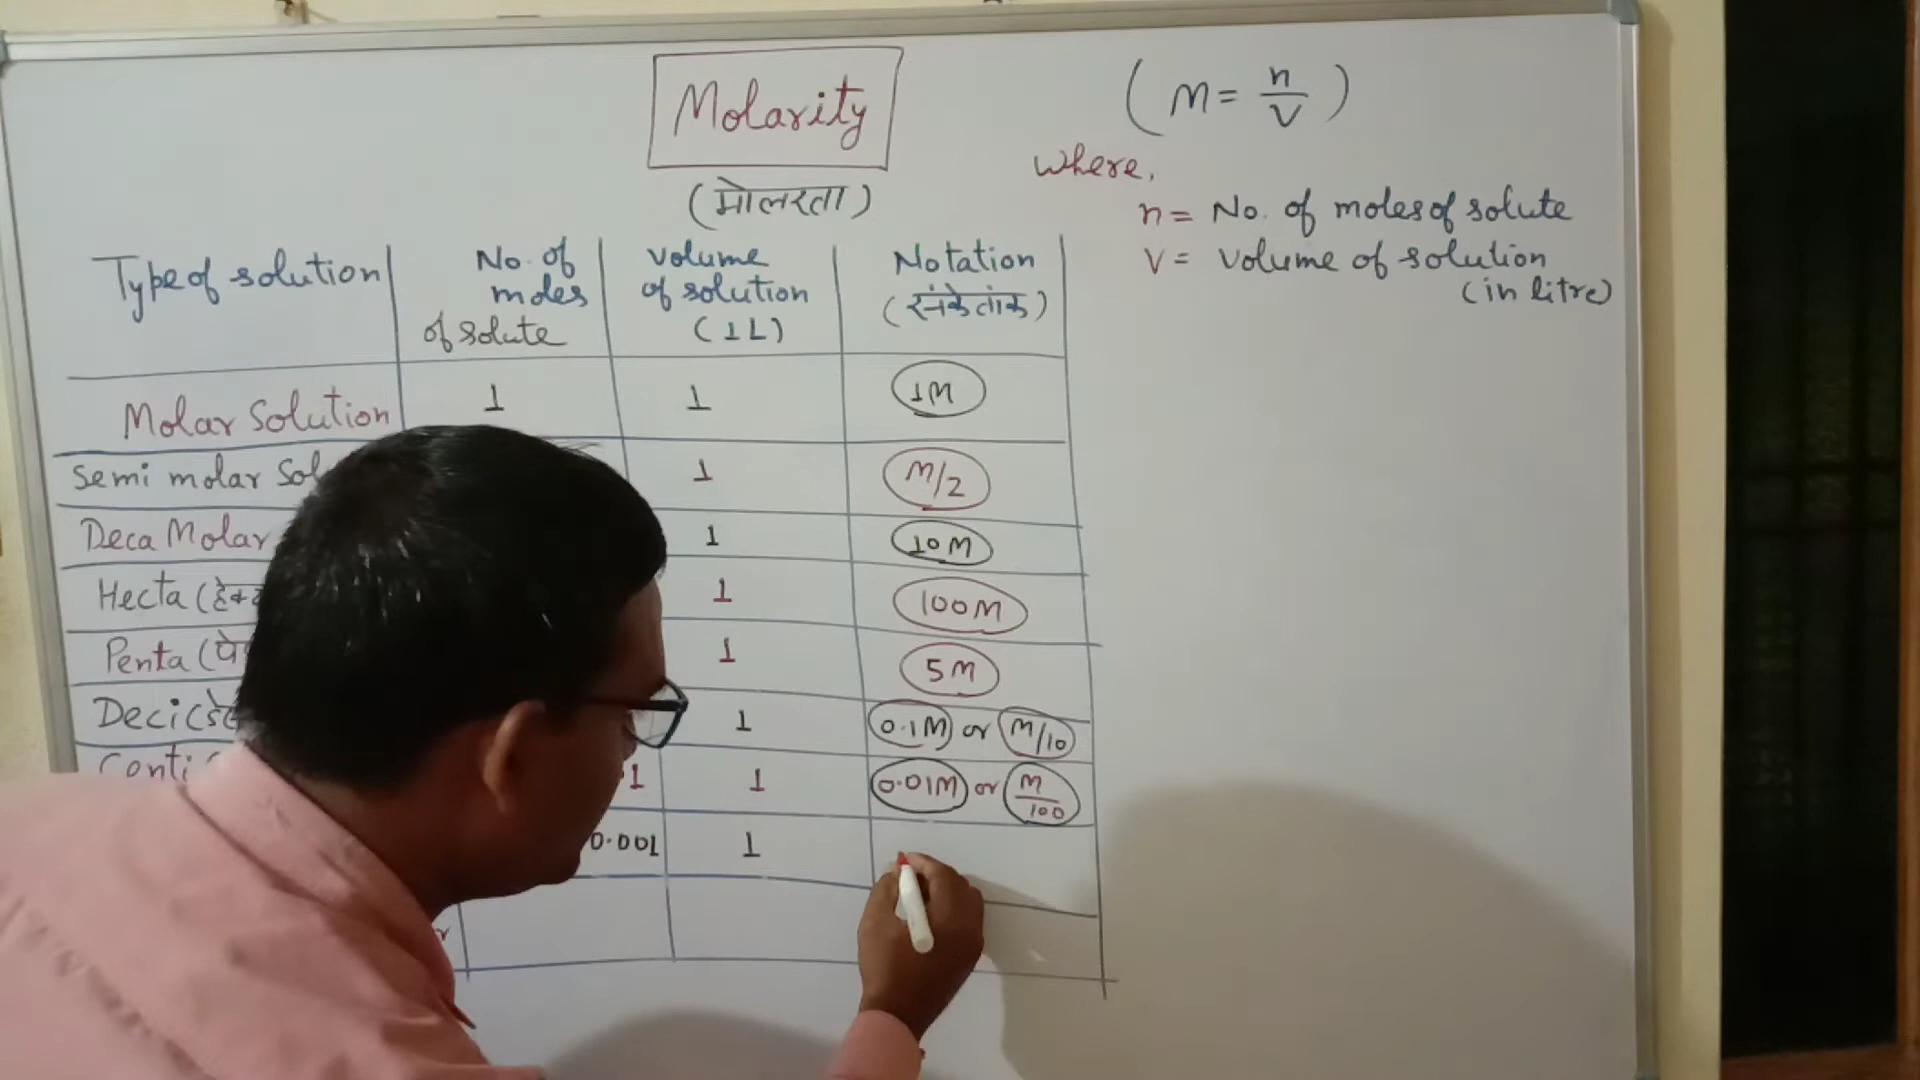 Molarity
(मोलरता)
(M = n/V)
where,
n = No. of moles of solute
V = volume of solution
(in litre)
Type of solution
No. of
moles
of solute
volume
of solution
(1L)
Notation
(संकेतांक)
Molar Solution 1 1 1M
Semi molar 1 M/2
Deca Molar 1 10M
Hecta 1 100M
Penta 1 5M
Deci 1 0.1M or M/10
Centi 1 0.01M or M/100
0.001 1